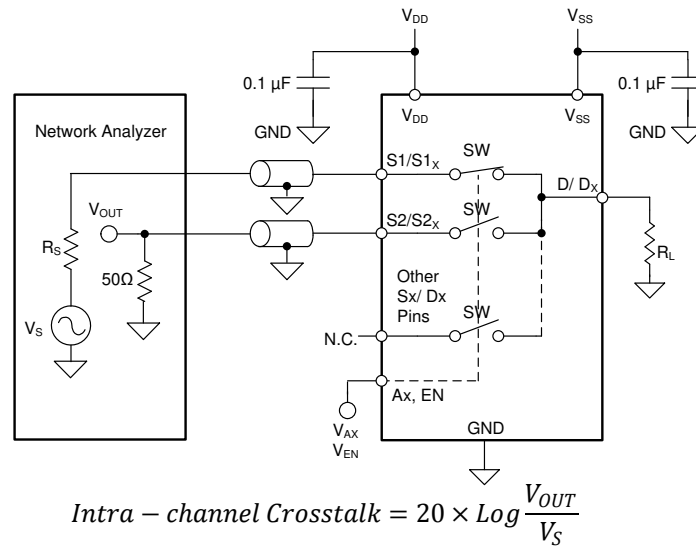 V_DD
V_SS
0.1 µF
0.1 µF
V_DD
V_SS
GND
GND
Network Analyzer
S1/S1_X
SW
D/ D_X
V_OUT
S2/S2_X
SW
R_S
50Ω
R_L
V_S
Other
Sx/ Dx
Pins
SW
N.C.
Ax, EN
V_AX
V_EN
GND
Intra − channel Crosstalk = 20 × Log V_OUT / V_S